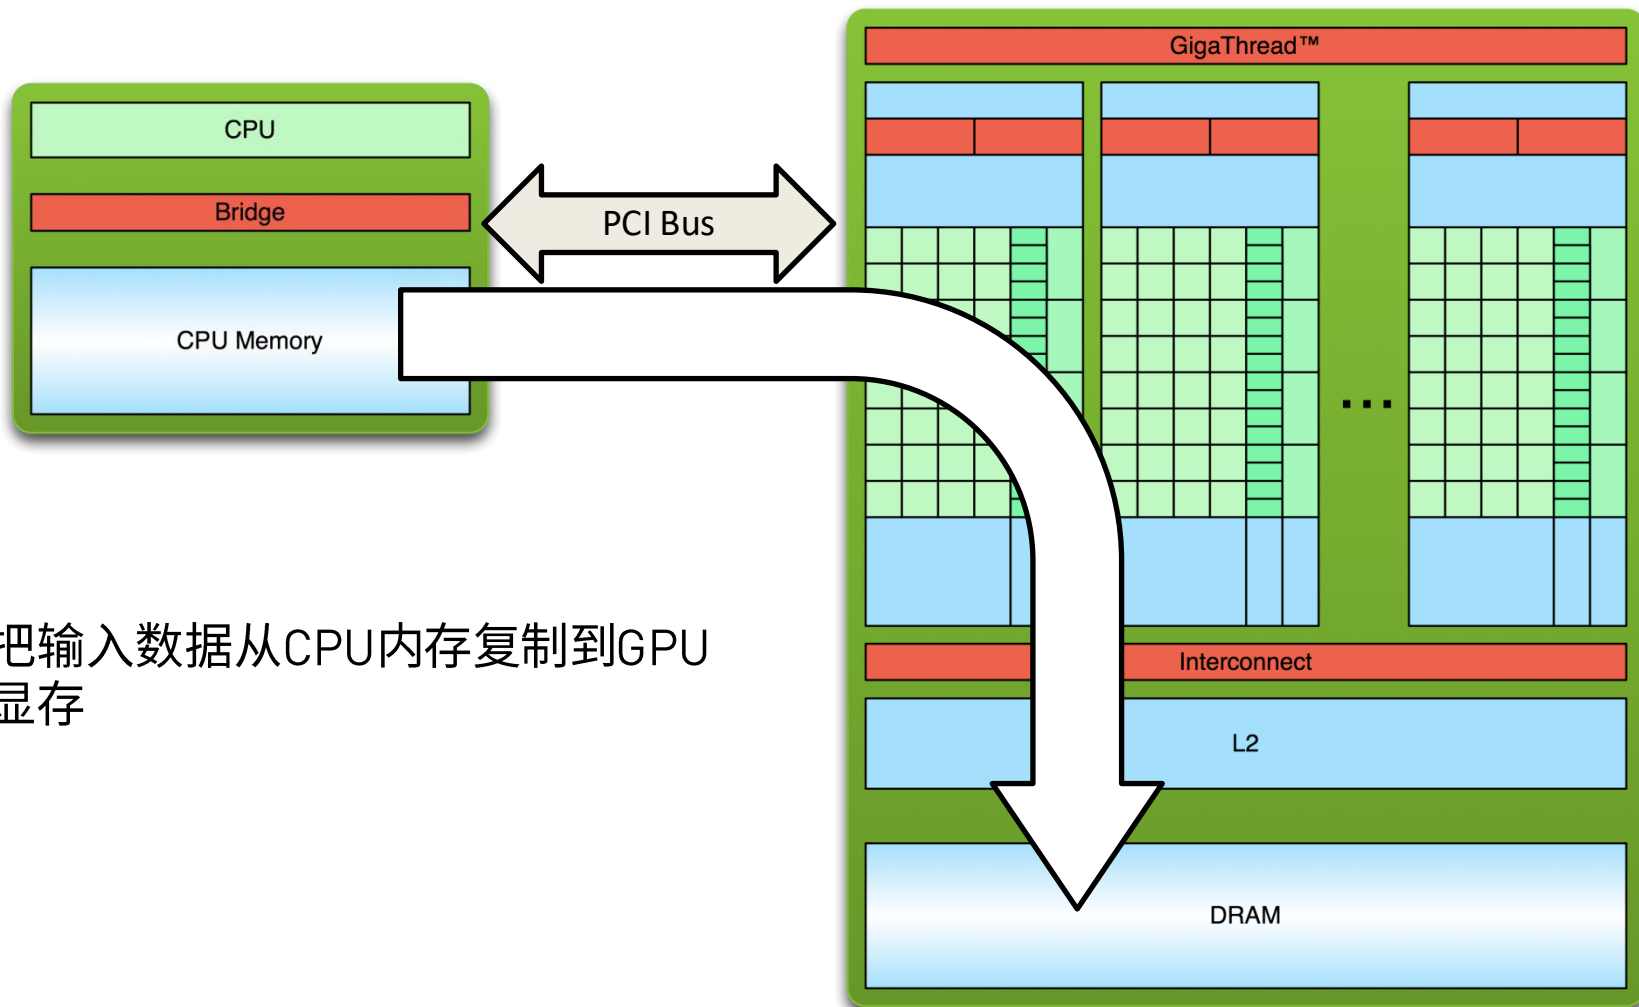 GigaThread™
CPU
Bridge
PCI Bus
CPU Memory
...
把输入数据从CPU内存复制到GPU
显存
Interconnect
L2
DRAM